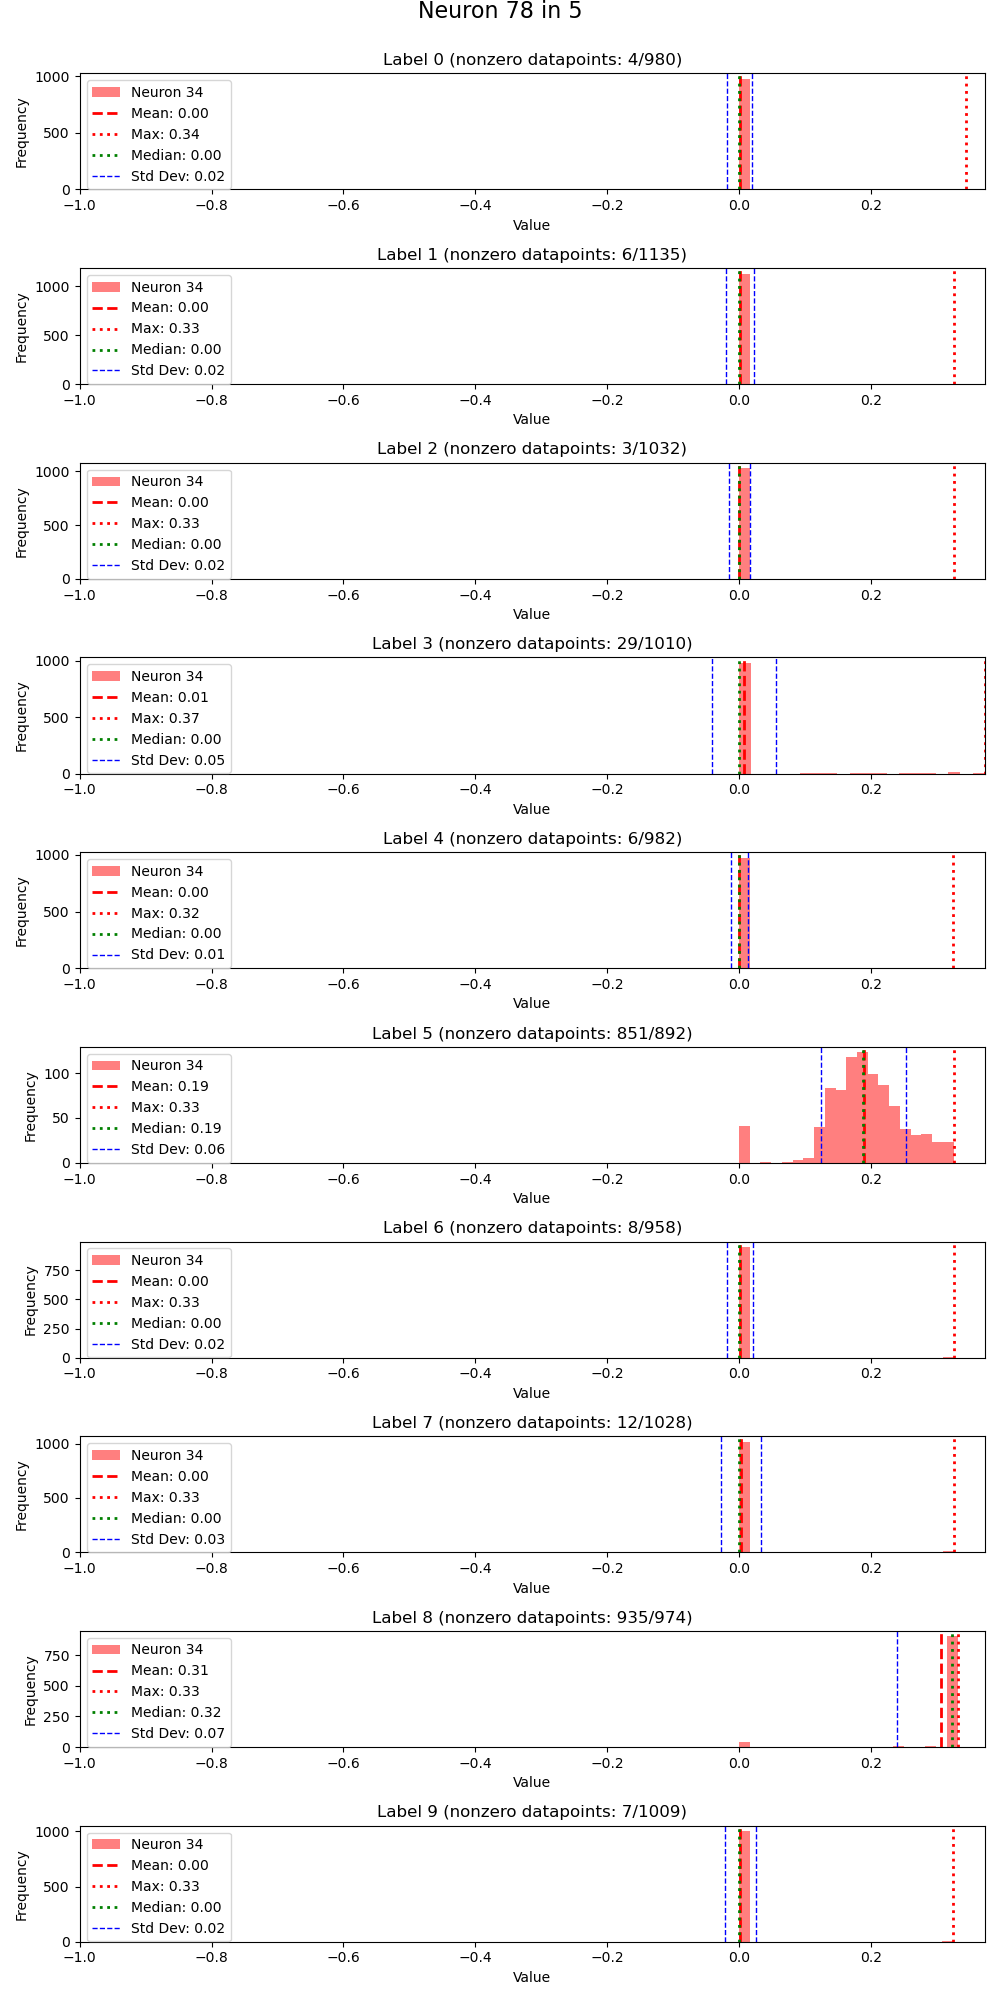 Neuron 78 in 5
Label 0 (nonzero datapoints: 4/980)
Frequency
1000
500
0
Neuron 34
Mean: 0.00
Max: 0.34
Median: 0.00
Std Dev: 0.02
−1.0 −0.8 −0.6 −0.4 −0.2 0.0 0.2
Value
Label 1 (nonzero datapoints: 6/1135)
Frequency
1000
500
0
Neuron 34
Mean: 0.00
Max: 0.33
Median: 0.00
Std Dev: 0.02
−1.0 −0.8 −0.6 −0.4 −0.2 0.0 0.2
Value
Label 2 (nonzero datapoints: 3/1032)
Frequency
1000
500
0
Neuron 34
Mean: 0.00
Max: 0.33
Median: 0.00
Std Dev: 0.02
−1.0 −0.8 −0.6 −0.4 −0.2 0.0 0.2
Value
Label 3 (nonzero datapoints: 29/1010)
Frequency
1000
500
0
Neuron 34
Mean: 0.01
Max: 0.37
Median: 0.00
Std Dev: 0.05
−1.0 −0.8 −0.6 −0.4 −0.2 0.0 0.2
Value
Label 4 (nonzero datapoints: 6/982)
Frequency
1000
500
0
Neuron 34
Mean: 0.00
Max: 0.32
Median: 0.00
Std Dev: 0.01
−1.0 −0.8 −0.6 −0.4 −0.2 0.0 0.2
Value
Label 5 (nonzero datapoints: 851/892)
Frequency
100
50
0
Neuron 34
Mean: 0.19
Max: 0.33
Median: 0.19
Std Dev: 0.06
−1.0 −0.8 −0.6 −0.4 −0.2 0.0 0.2
Value
Label 6 (nonzero datapoints: 8/958)
Frequency
750
500
250
0
Neuron 34
Mean: 0.00
Max: 0.33
Median: 0.00
Std Dev: 0.02
−1.0 −0.8 −0.6 −0.4 −0.2 0.0 0.2
Value
Label 7 (nonzero datapoints: 12/1028)
Frequency
1000
500
0
Neuron 34
Mean: 0.00
Max: 0.33
Median: 0.00
Std Dev: 0.03
−1.0 −0.8 −0.6 −0.4 −0.2 0.0 0.2
Value
Label 8 (nonzero datapoints: 935/974)
Frequency
750
500
250
0
Neuron 34
Mean: 0.31
Max: 0.33
Median: 0.32
Std Dev: 0.07
−1.0 −0.8 −0.6 −0.4 −0.2 0.0 0.2
Value
Label 9 (nonzero datapoints: 7/1009)
Frequency
1000
500
0
Neuron 34
Mean: 0.00
Max: 0.33
Median: 0.00
Std Dev: 0.02
−1.0 −0.8 −0.6 −0.4 −0.2 0.0 0.2
Value